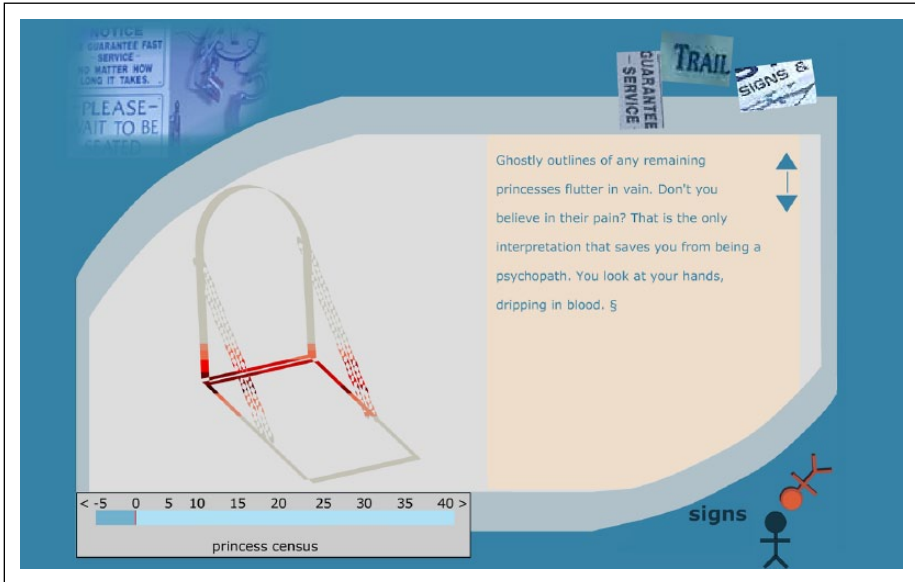 NOTICE
GUARANTEE FAST
- SERVICE -
NO MATTER HOW
LONG IT TAKES.
- PLEASE -
WAIT TO BE
SEATED
GUARANTEE
- SERVICE -
TRAIL
SIGNS &
Ghostly outlines of any remaining
princesses flutter in vain. Don't you
believe in their pain? That is the only
interpretation that saves you from being a
psychopath. You look at your hands,
dripping in blood. §
< -5 0 5 10 15 20 25 30 35 40 >
princess census
signs